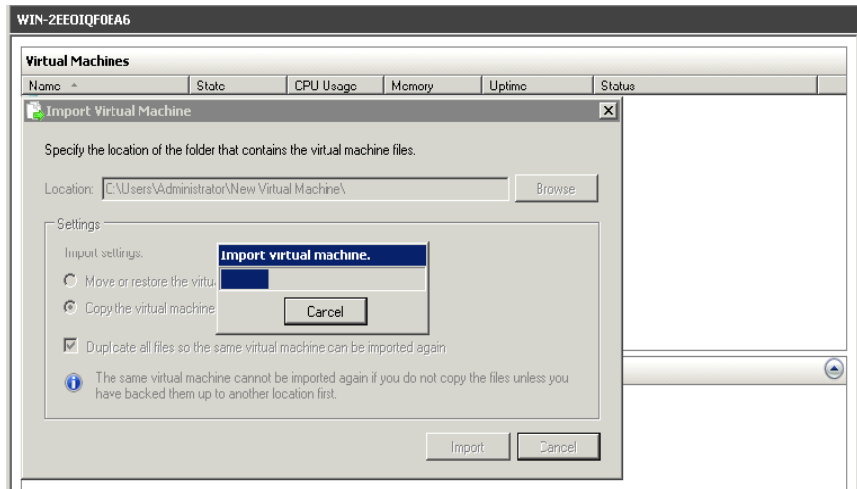 WIN-2EEOIQF0EA6
Virtual Machines
Name State CPU Usage Memory Uptime Status
Import Virtual Machine
Specify the location of the folder that contains the virtual machine files.
Location: C:\Users\Administrator\New Virtual Machine\ Browse
Settings
Import settings:
Import virtual machine.
Move or restore the virtu
Copy the virtual machine
Cancel
Duplicate all files so the same virtual machine can be imported again
The same virtual machine cannot be imported again if you do not copy the files unless you
have backed them up to another location first.
Import Cancel